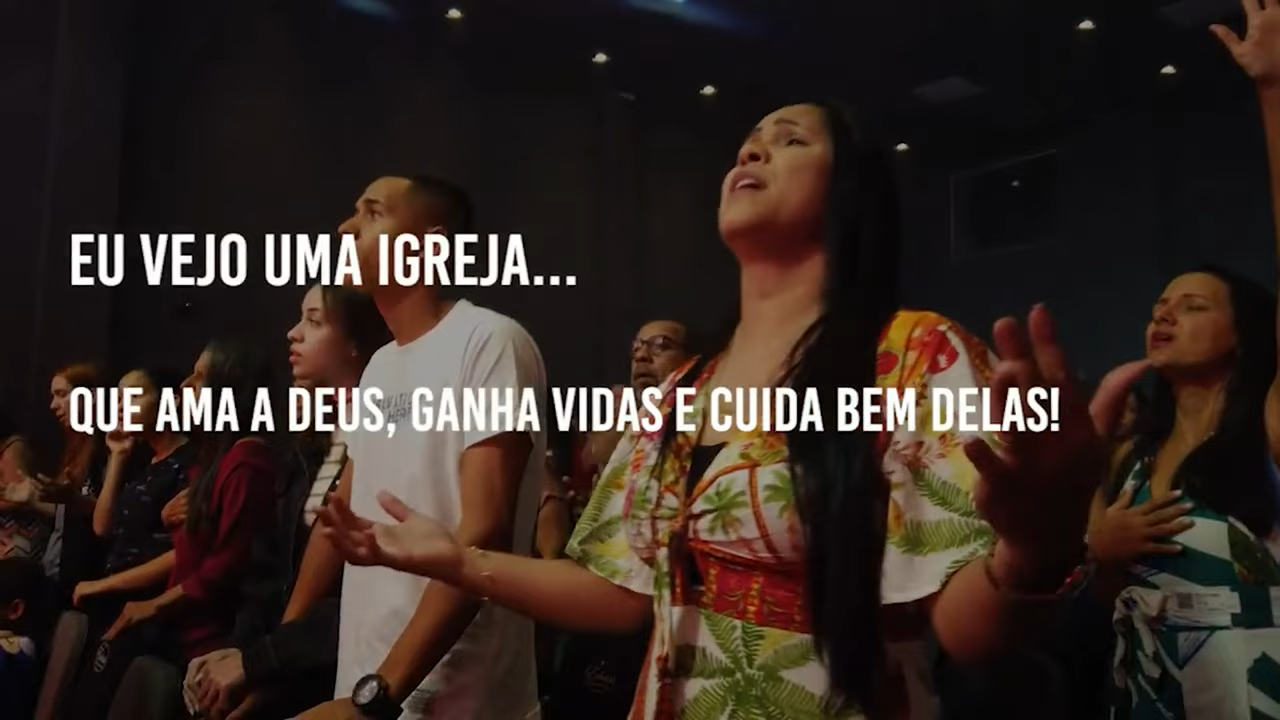 EU VEJO UMA IGREJA...
QUE AMA A DEUS, GANHA VIDAS E CUIDA BEM DELAS!